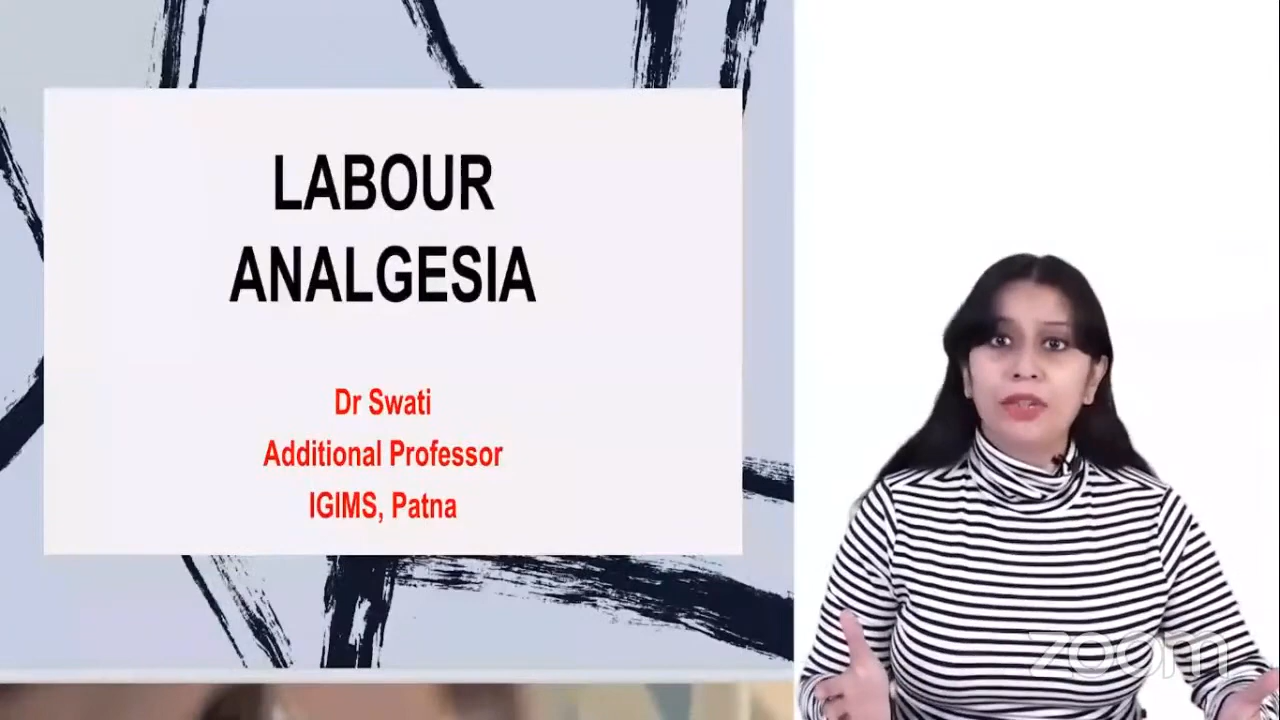 LABOUR
ANALGESIA
Dr Swati
Additional Professor
IGIMS, Patna
zoom